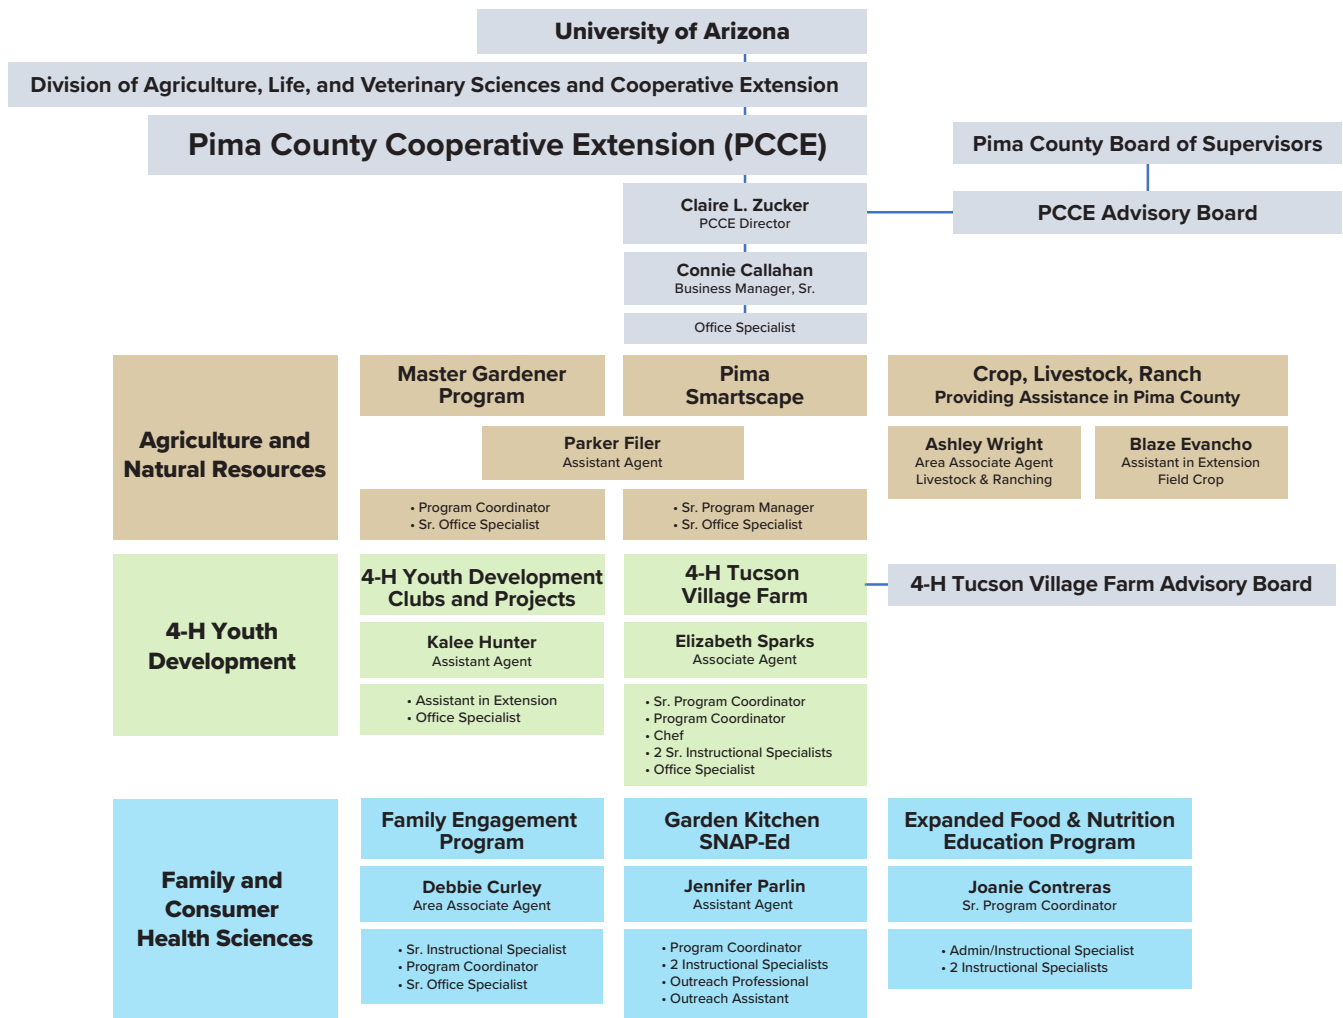 University of Arizona
Division of Agriculture, Life, and Veterinary Sciences and Cooperative Extension
Pima County Cooperative Extension (PCCE)
Pima County Board of Supervisors
Claire L. Zucker
PCCE Director
PCCE Advisory Board
Connie Callahan
Business Manager, Sr.
Office Specialist
Agriculture and
Natural Resources
Master Gardener
Program
Pima
Smartscape
Crop, Livestock, Ranch
Providing Assistance in Pima County
Parker Filer
Assistant Agent
Ashley Wright
Area Associate Agent
Livestock & Ranching
Blaze Evancho
Assistant in Extension
Field Crop
• Program Coordinator
• Sr. Office Specialist
• Sr. Program Manager
• Sr. Office Specialist
4-H Youth
Development
4-H Youth Development
Clubs and Projects
4-H Tucson
Village Farm
4-H Tucson Village Farm Advisory Board
Kalee Hunter
Assistant Agent
Elizabeth Sparks
Associate Agent
• Assistant in Extension
• Office Specialist
• Sr. Program Coordinator
• Program Coordinator
• Chef
• 2 Sr. Instructional Specialists
• Office Specialist
Family and
Consumer
Health Sciences
Family Engagement
Program
Garden Kitchen
SNAP-Ed
Expanded Food & Nutrition
Education Program
Debbie Curley
Area Associate Agent
Jennifer Parlin
Assistant Agent
Joanie Contreras
Sr. Program Coordinator
• Sr. Instructional Specialist
• Program Coordinator
• Sr. Office Specialist
• Program Coordinator
• 2 Instructional Specialists
• Outreach Professional
• Outreach Assistant
• Admin/Instructional Specialist
• 2 Instructional Specialists